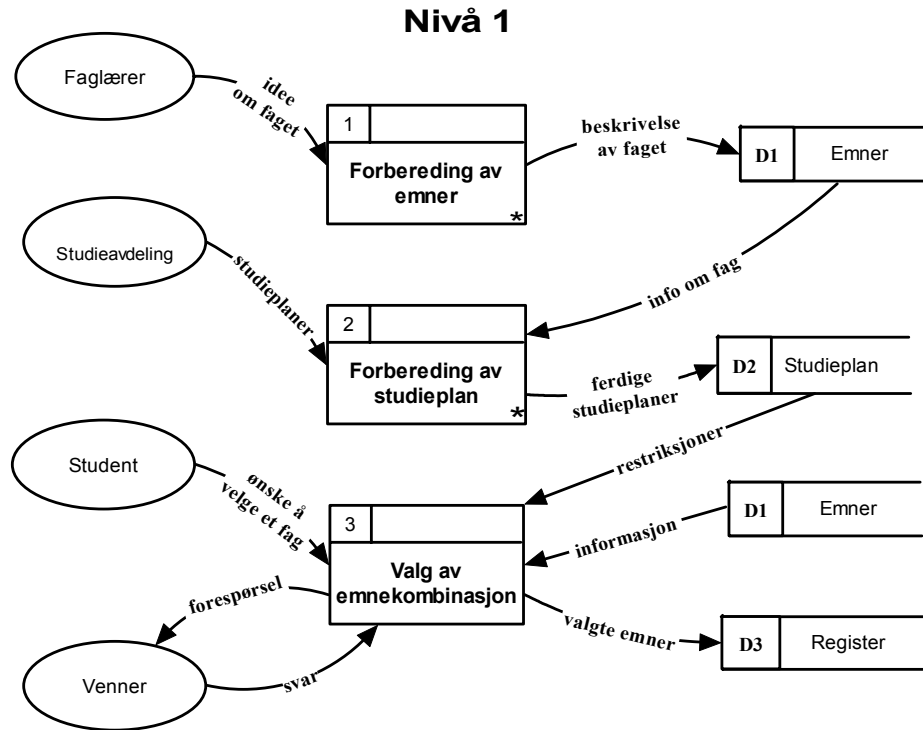 Nivå 1
Faglærer
idee
om faget
1
Forbereding av
emner
*
beskrivelse
av faget
D1
Emner
Studieavdeling
studieplaner
info om fag
2
Forbereding av
studieplan
*
ferdige
studieplaner
D2
Studieplan
Student
ønske å
velge et fag
restriksjoner
3
Valg av
emnekombinasjon
informasjon
D1
Emner
forespørsel
valgte emner
D3
Register
Venner
svar